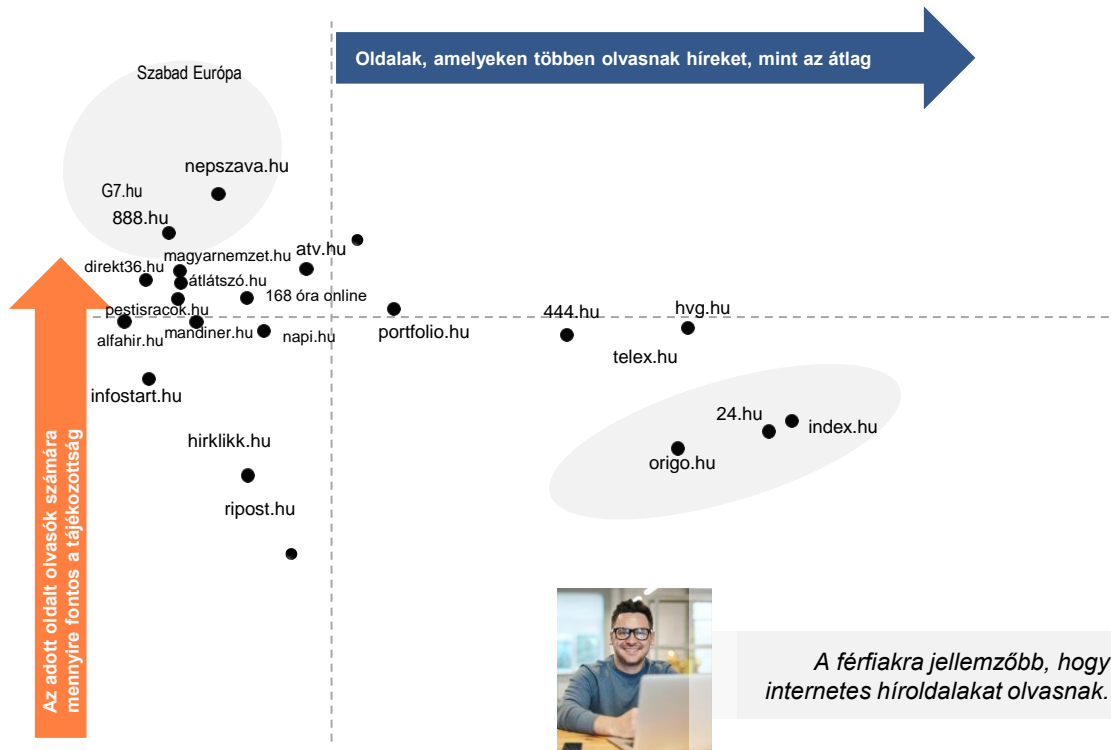 Oldalak, amelyeken többen olvasnak híreket, mint az átlag
Szabad Európa
nepszava.hu
G7.hu
888.hu
magyarnemzet.hu
atv.hu
direkt36.hu
átlátszó.hu
168 óra online
pestisracok.hu
alfahir.hu
mandiner.hu
napi.hu
portfolio.hu
444.hu
hvg.hu
telex.hu
infostart.hu
24.hu
index.hu
origo.hu
hirklikk.hu
ripost.hu
Az adott oldalt olvasók számára
mennyire fontos a tájékozottság
A férfiakra jellemzőbb, hogy
internetes híroldalakat olvasnak.